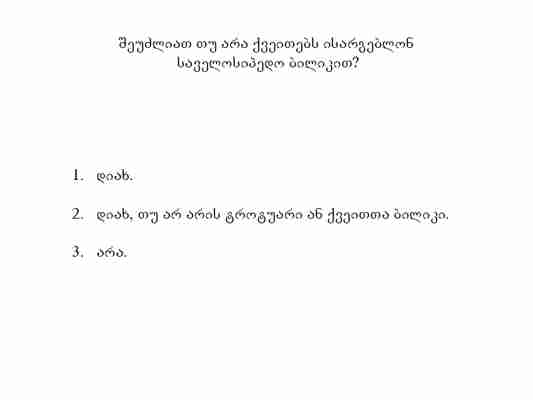 შეუძლიათ თუ არა ქვეითებს ისარგებლონ
საველოსიპედო ბილიკით?
1. დიახ.
2. დიახ, თუ არ არის გროგუარი ან ქვეითთა ბილიკი.
3. არა.